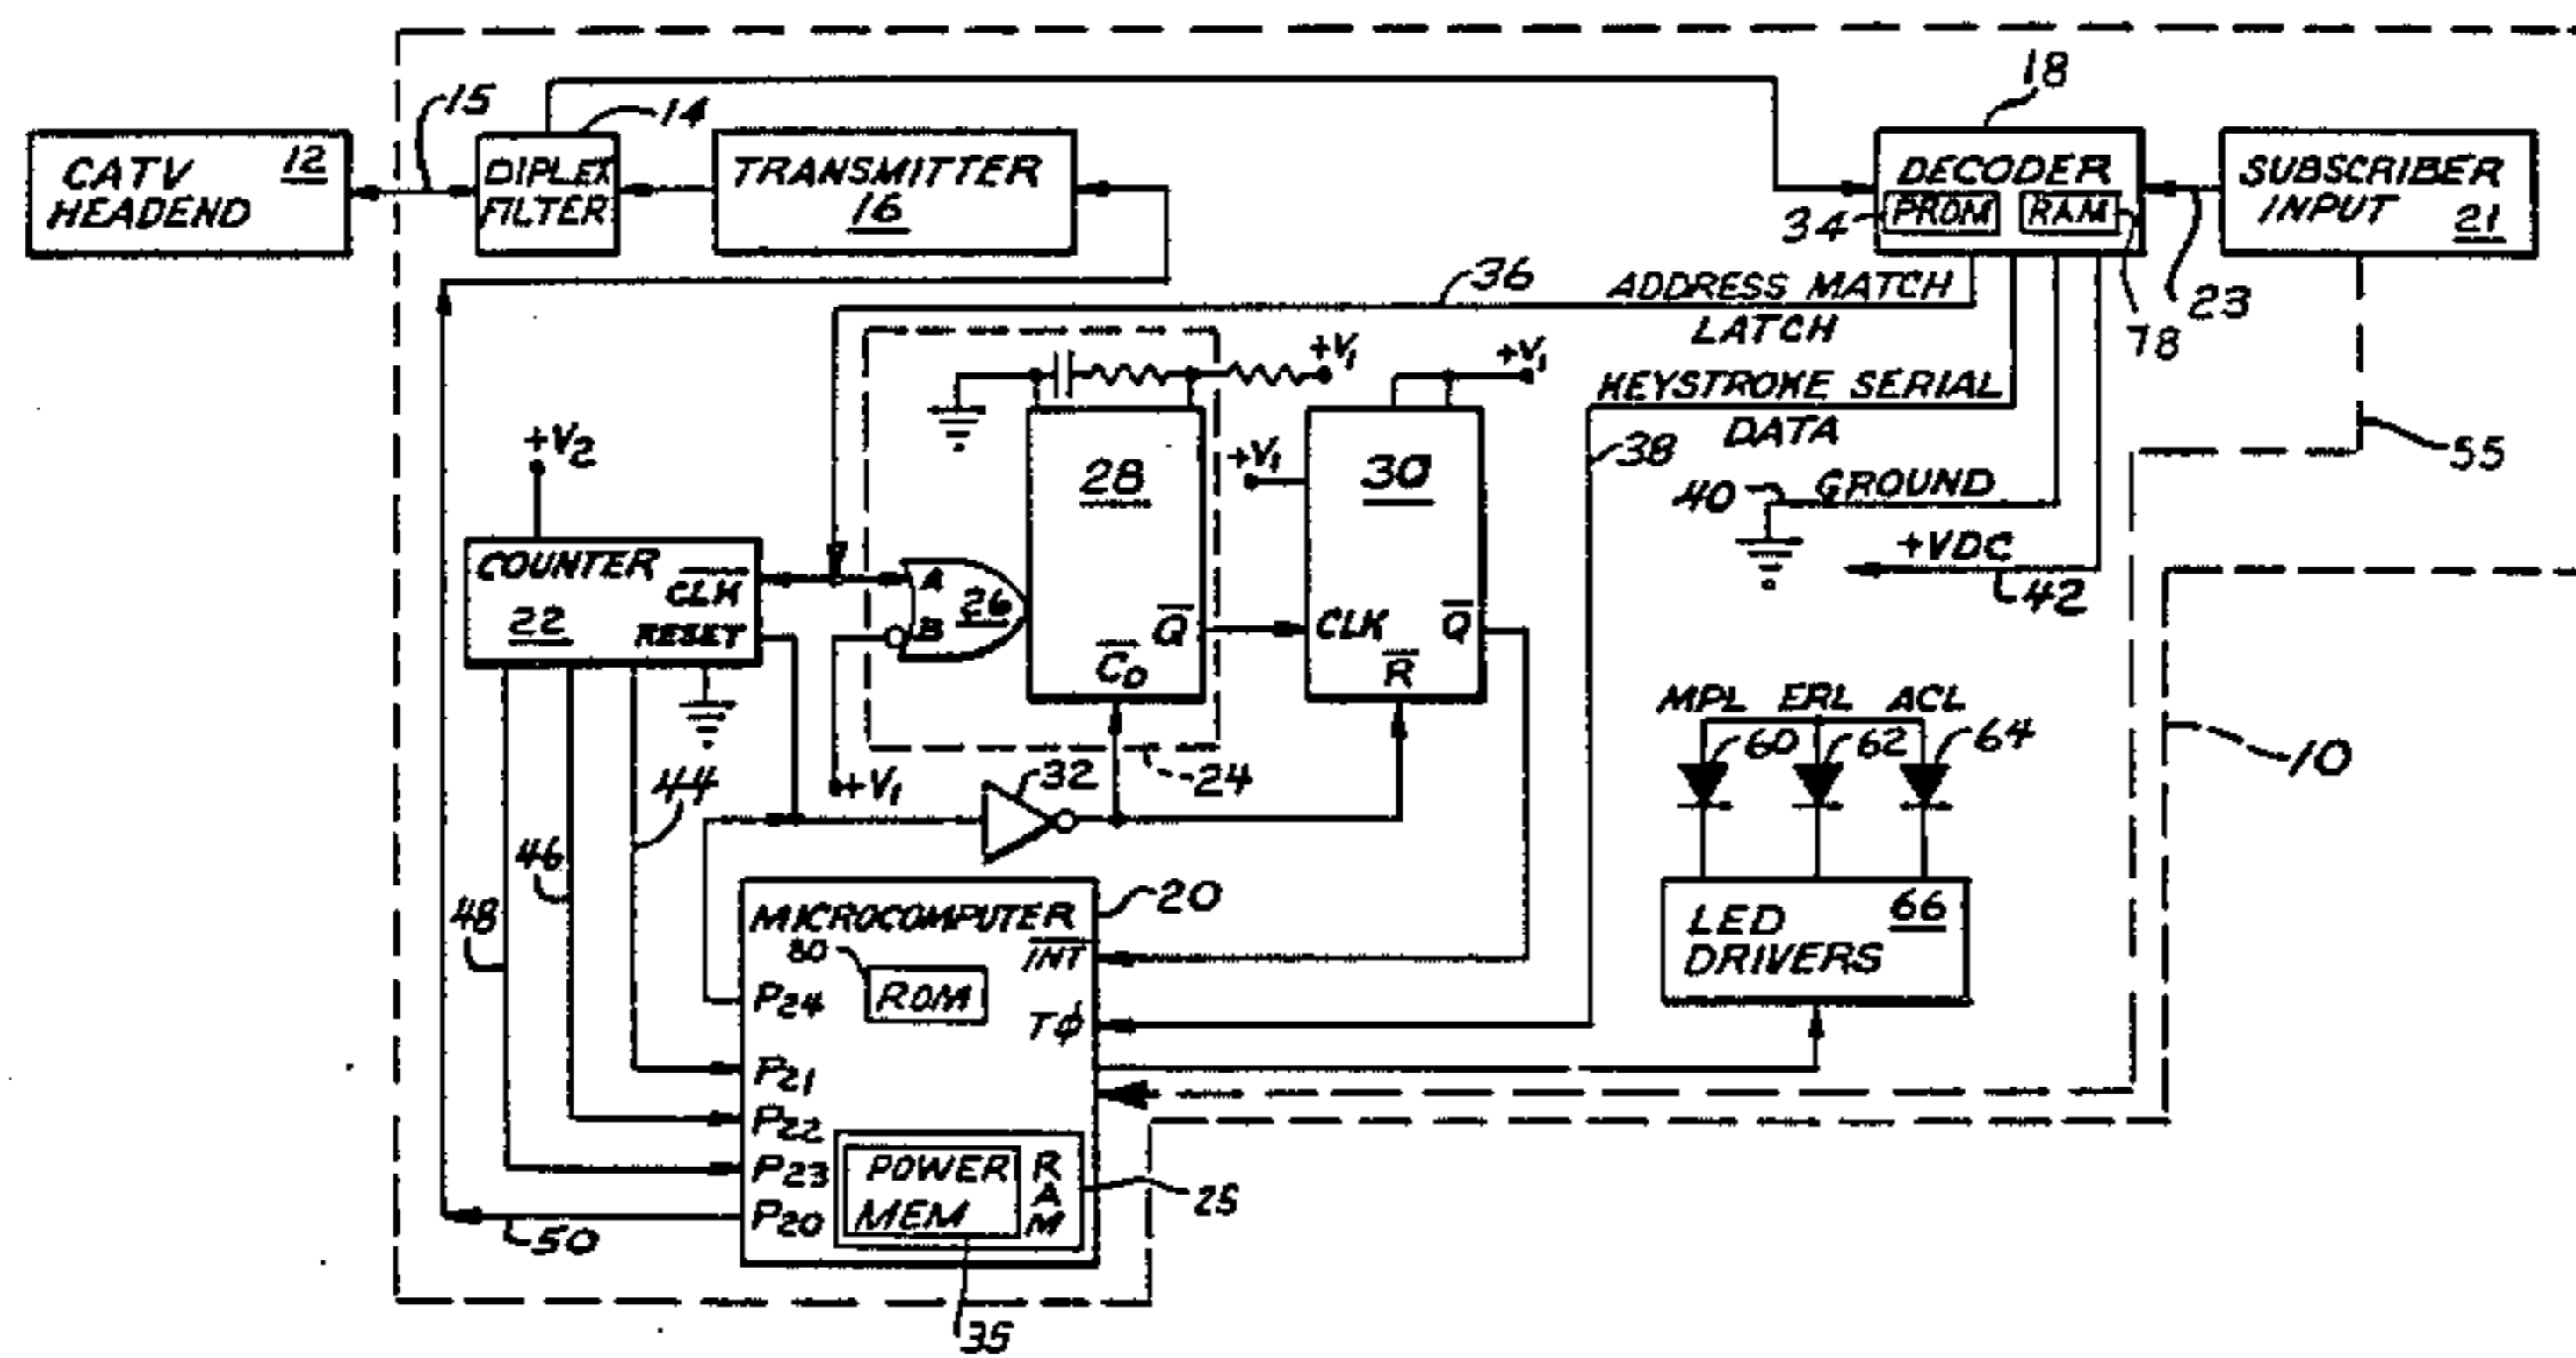 15
14
18
CATV 12
HEADEND
DIPLEX
FILTER
TRANSMITTER
16
DECODER
34 PROM RAM
SUBSCRIBER
INPUT 21
36
ADDRESS MATCH
LATCH
23
78
+V1
+V1
KEYSTROKE SERIAL
DATA
38
55
+V2
28
+V1
30
40 GROUND
+VDC
42
COUNTER
22
CLK
RESET
A
B
26
Q
CD
CLK
Q
R
MPL ERL ACL
60 62 64
10
+V1
24
32
44
46
48
MICROCOMPUTER
20
80
ROM
INT
P24
TΦ
P21
P22
P23
P20
POWER
MEM
RAM
25
50
35
LED 66
DRIVERS